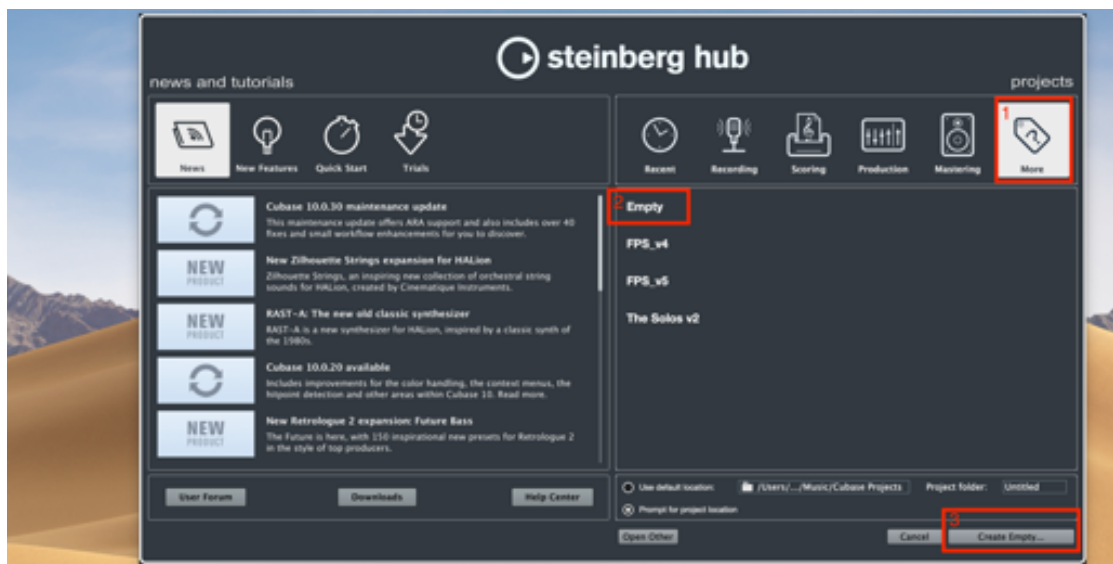 steinberg hub
news and tutorials
projects
1
News
New Features
Quick Start
Trials
Recent
Recording
Scoring
Production
Mastering
More
Cubase 10.0.30 maintenance update
This maintenance update offers ARA support and also includes over 40
fixes and small workflow enhancements for you to discover.
New Zilhouette Strings expansion for HALion
Zilhouette Strings, an inspiring new collection of orchestral string
sounds for HALion, created by Cinematique Instruments.
NEW
PRODUCT
RAST-A: The new old classic synthesizer
RAST-A is a new synthesizer for HALion, inspired by a classic synth of
the 1980s.
NEW
PRODUCT
Cubase 10.0.20 available
Includes improvements for the color handling, the context menus, the
hitpoint detection and other areas within Cubase 10. Read more.
New Retrologue 2 expansion: Future Bass
The Future is here, with 150 inspirational new presets for Retrologue 2
in the style of top producers.
NEW
PRODUCT
2
Empty
FPS_v4
FPS_v5
The Solos v2
User Forum
Downloads
Help Center
Use default location:
/Users/.../Music/Cubase Projects
Project folder:
Untitled
Prompt for project location
3
Open Other
Cancel
Create Empty...